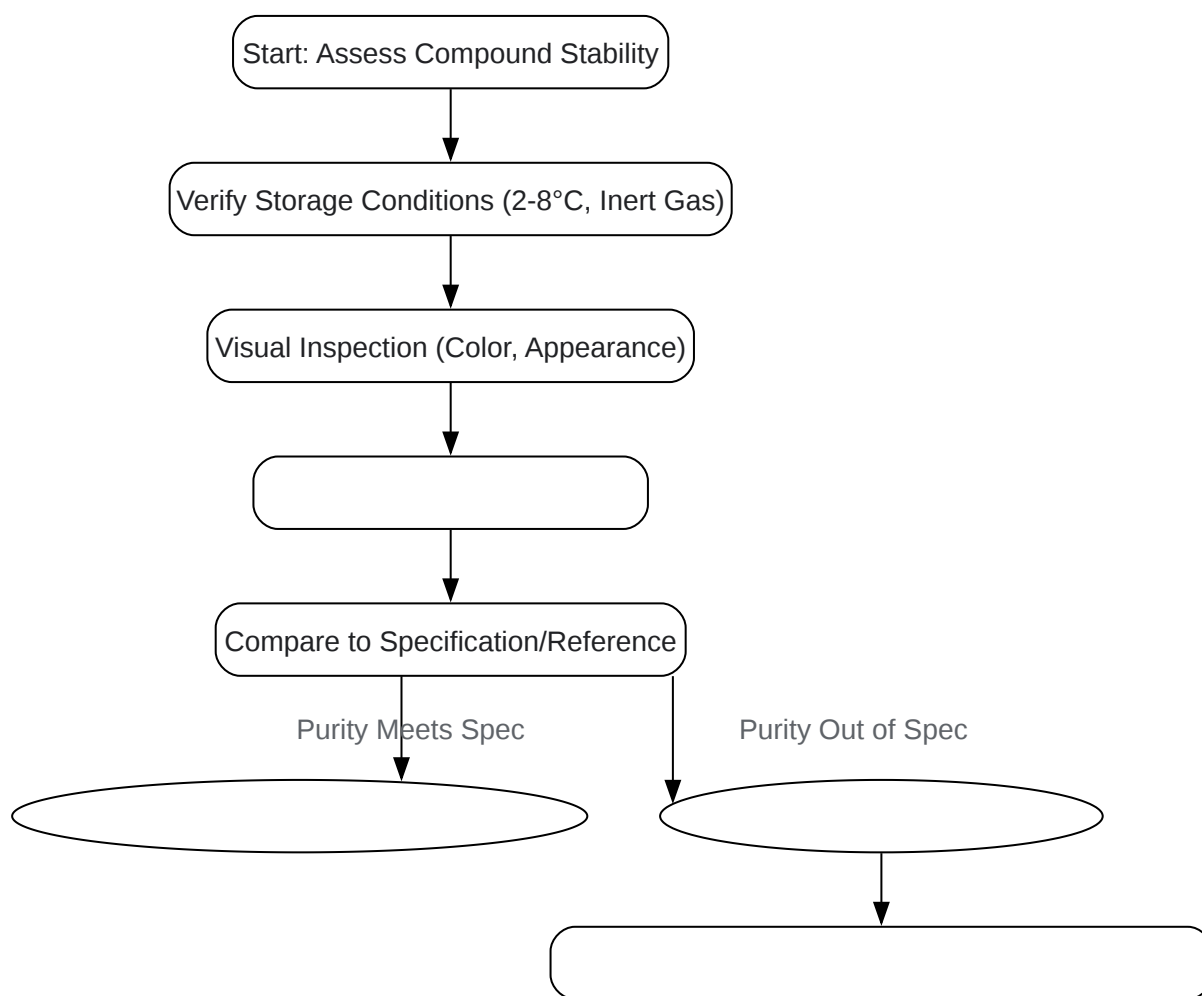 Start: Assess Compound Stability
Verify Storage Conditions (2-8°C, Inert Gas)
Visual Inspection (Color, Appearance)
Compare to Specification/Reference
Purity Meets Spec
Purity Out of Spec